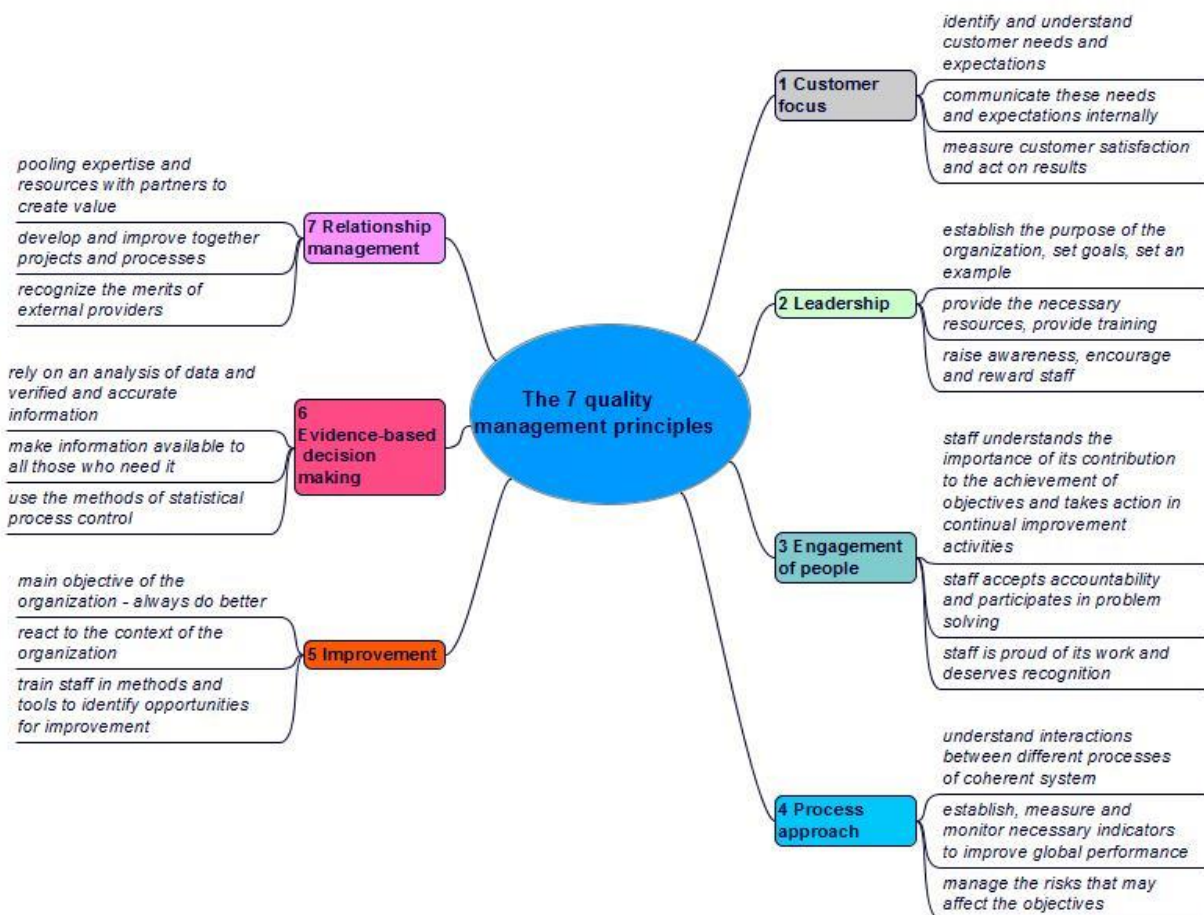 The 7 quality
management principles
1 Customer
focus
identify and understand
customer needs and
expectations
communicate these needs
and expectations internally
measure customer satisfaction
and act on results
2 Leadership
establish the purpose of the
organization, set goals, set an
example
provide the necessary
resources, provide training
raise awareness, encourage
and reward staff
3 Engagement
of people
staff understands the
importance of its contribution
to the achievement of
objectives and takes action in
continual improvement
activities
staff accepts accountability
and participates in problem
solving
staff is proud of its work and
deserves recognition
4 Process
approach
understand interactions
between different processes
of coherent system
establish, measure and
monitor necessary indicators
to improve global performance
manage the risks that may
affect the objectives
5 Improvement
main objective of the
organization - always do better
react to the context of the
organization
train staff in methods and
tools to identify opportunities
for improvement
6
Evidence-based
decision
making
rely on an analysis of data and
verified and accurate
information
make information available to
all those who need it
use the methods of statistical
process control
7 Relationship
management
pooling expertise and
resources with partners to
create value
develop and improve together
projects and processes
recognize the merits of
external providers